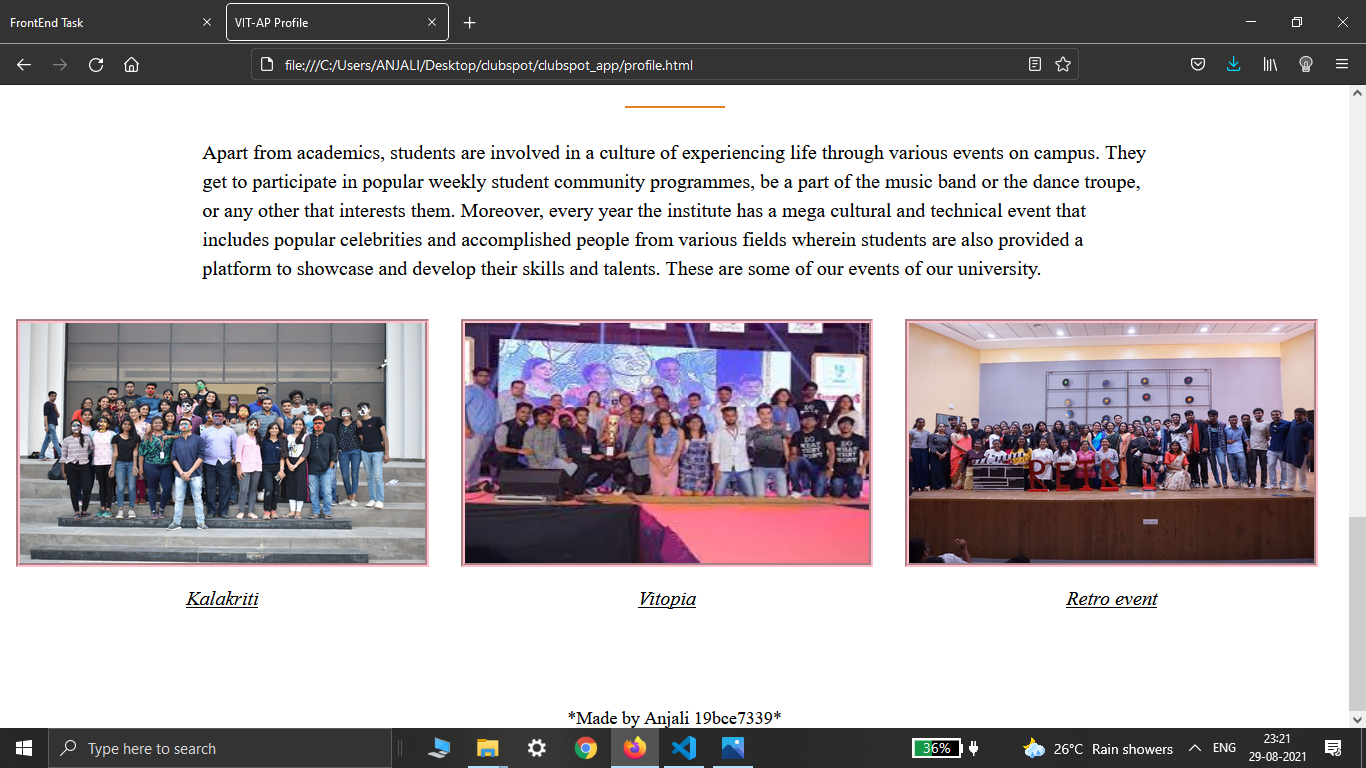 FrontEnd Task
VIT-AP Profile
file:///C:/Users/ANJALI/Desktop/clubspot/clubspot_app/profile.html
Apart from academics, students are involved in a culture of experiencing life through various events on campus. They
get to participate in popular weekly student community programmes, be a part of the music band or the dance troupe,
or any other that interests them. Moreover, every year the institute has a mega cultural and technical event that
includes popular celebrities and accomplished people from various fields wherein students are also provided a
platform to showcase and develop their skills and talents. These are some of our events of our university.
DO
WHAT
RETR
Kalakriti
Vitopia
Retro event
*Made by Anjali 19bce7339*
Type here to search
36%
26°C Rain showers
ENG
23:21
29-08-2021